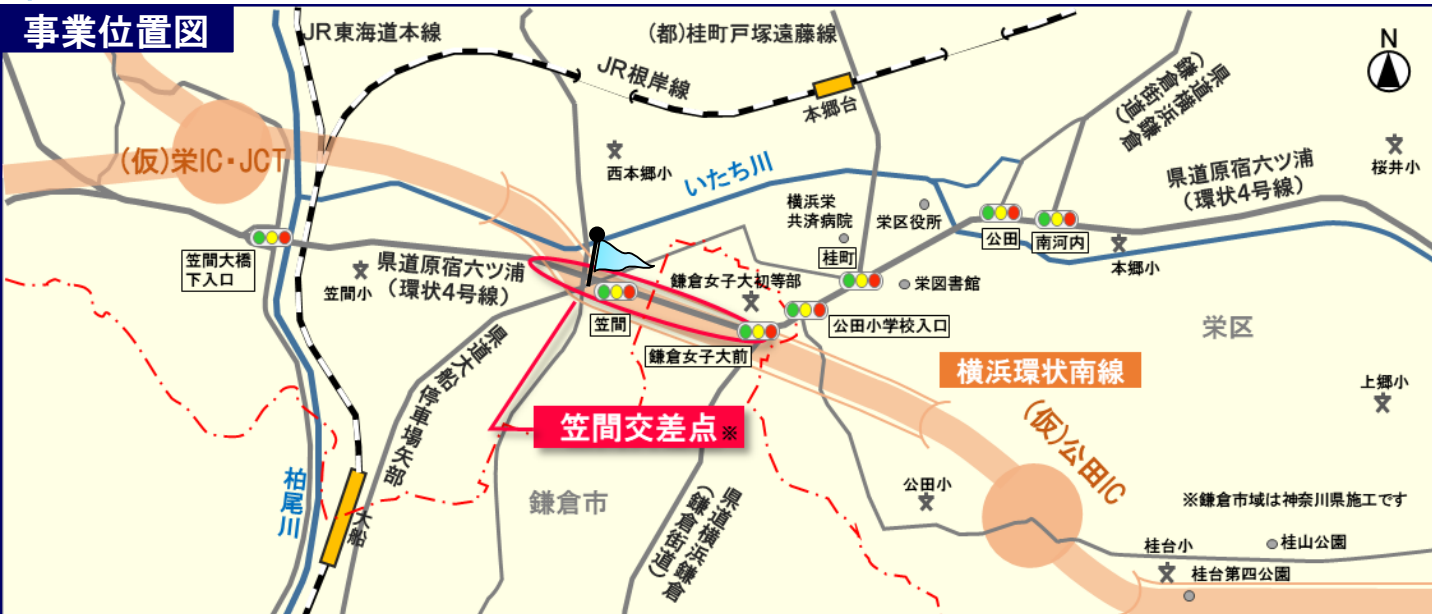 事業位置図
JR東海道本線
(都)桂町戸塚遠藤線
JR根岸線
本郷台
県道横浜鎌倉
(鎌倉街道)
N
(仮)栄IC・JCT
西本郷小
いたち川
横浜栄
共済病院
栄区役所
県道原宿六ツ浦
(環状4号線)
桜井小
公田
南河内
本郷小
桂町
笠間大橋
下入口
笠間小
県道原宿六ツ浦
(環状4号線)
鎌倉女子大初等部
栄図書館
笠間
鎌倉女子大前
公田小学校入口
栄区
県道大船停車場矢部
横浜環状南線
上郷小
笠間交差点※
(仮)公田IC
柏尾川
大船
鎌倉市
県道横浜鎌倉
(鎌倉街道)
公田小
※鎌倉市域は神奈川県施工です
桂台小
桂山公園
桂台第四公園